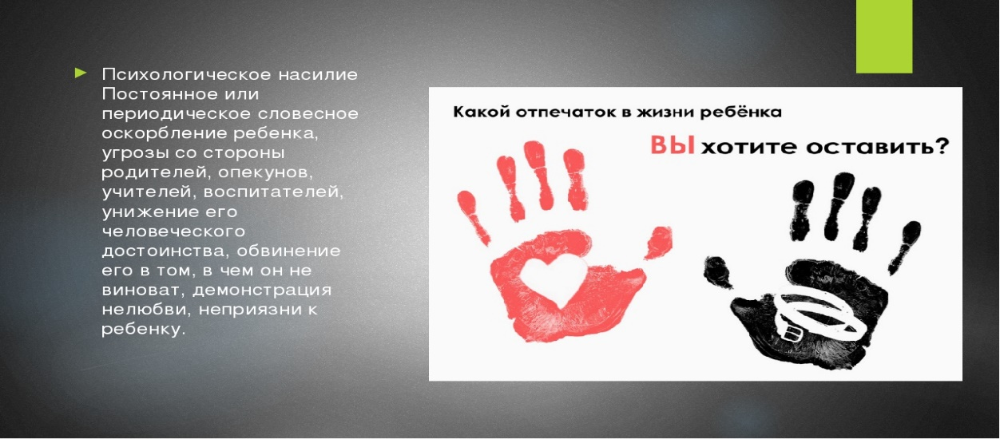 Психологическое насилие
Постоянное или
периодическое словесное
оскорбление ребенка,
угрозы со стороны
родителей, опекунов,
учителей, воспитателей,
унижение его
человеческого
достоинства, обвинение
его в том, в чем он не
виноват, демонстрация
нелюбви, неприязни к
ребенку.
Какой отпечаток в жизни ребёнка
ВЫ хотите оставить?